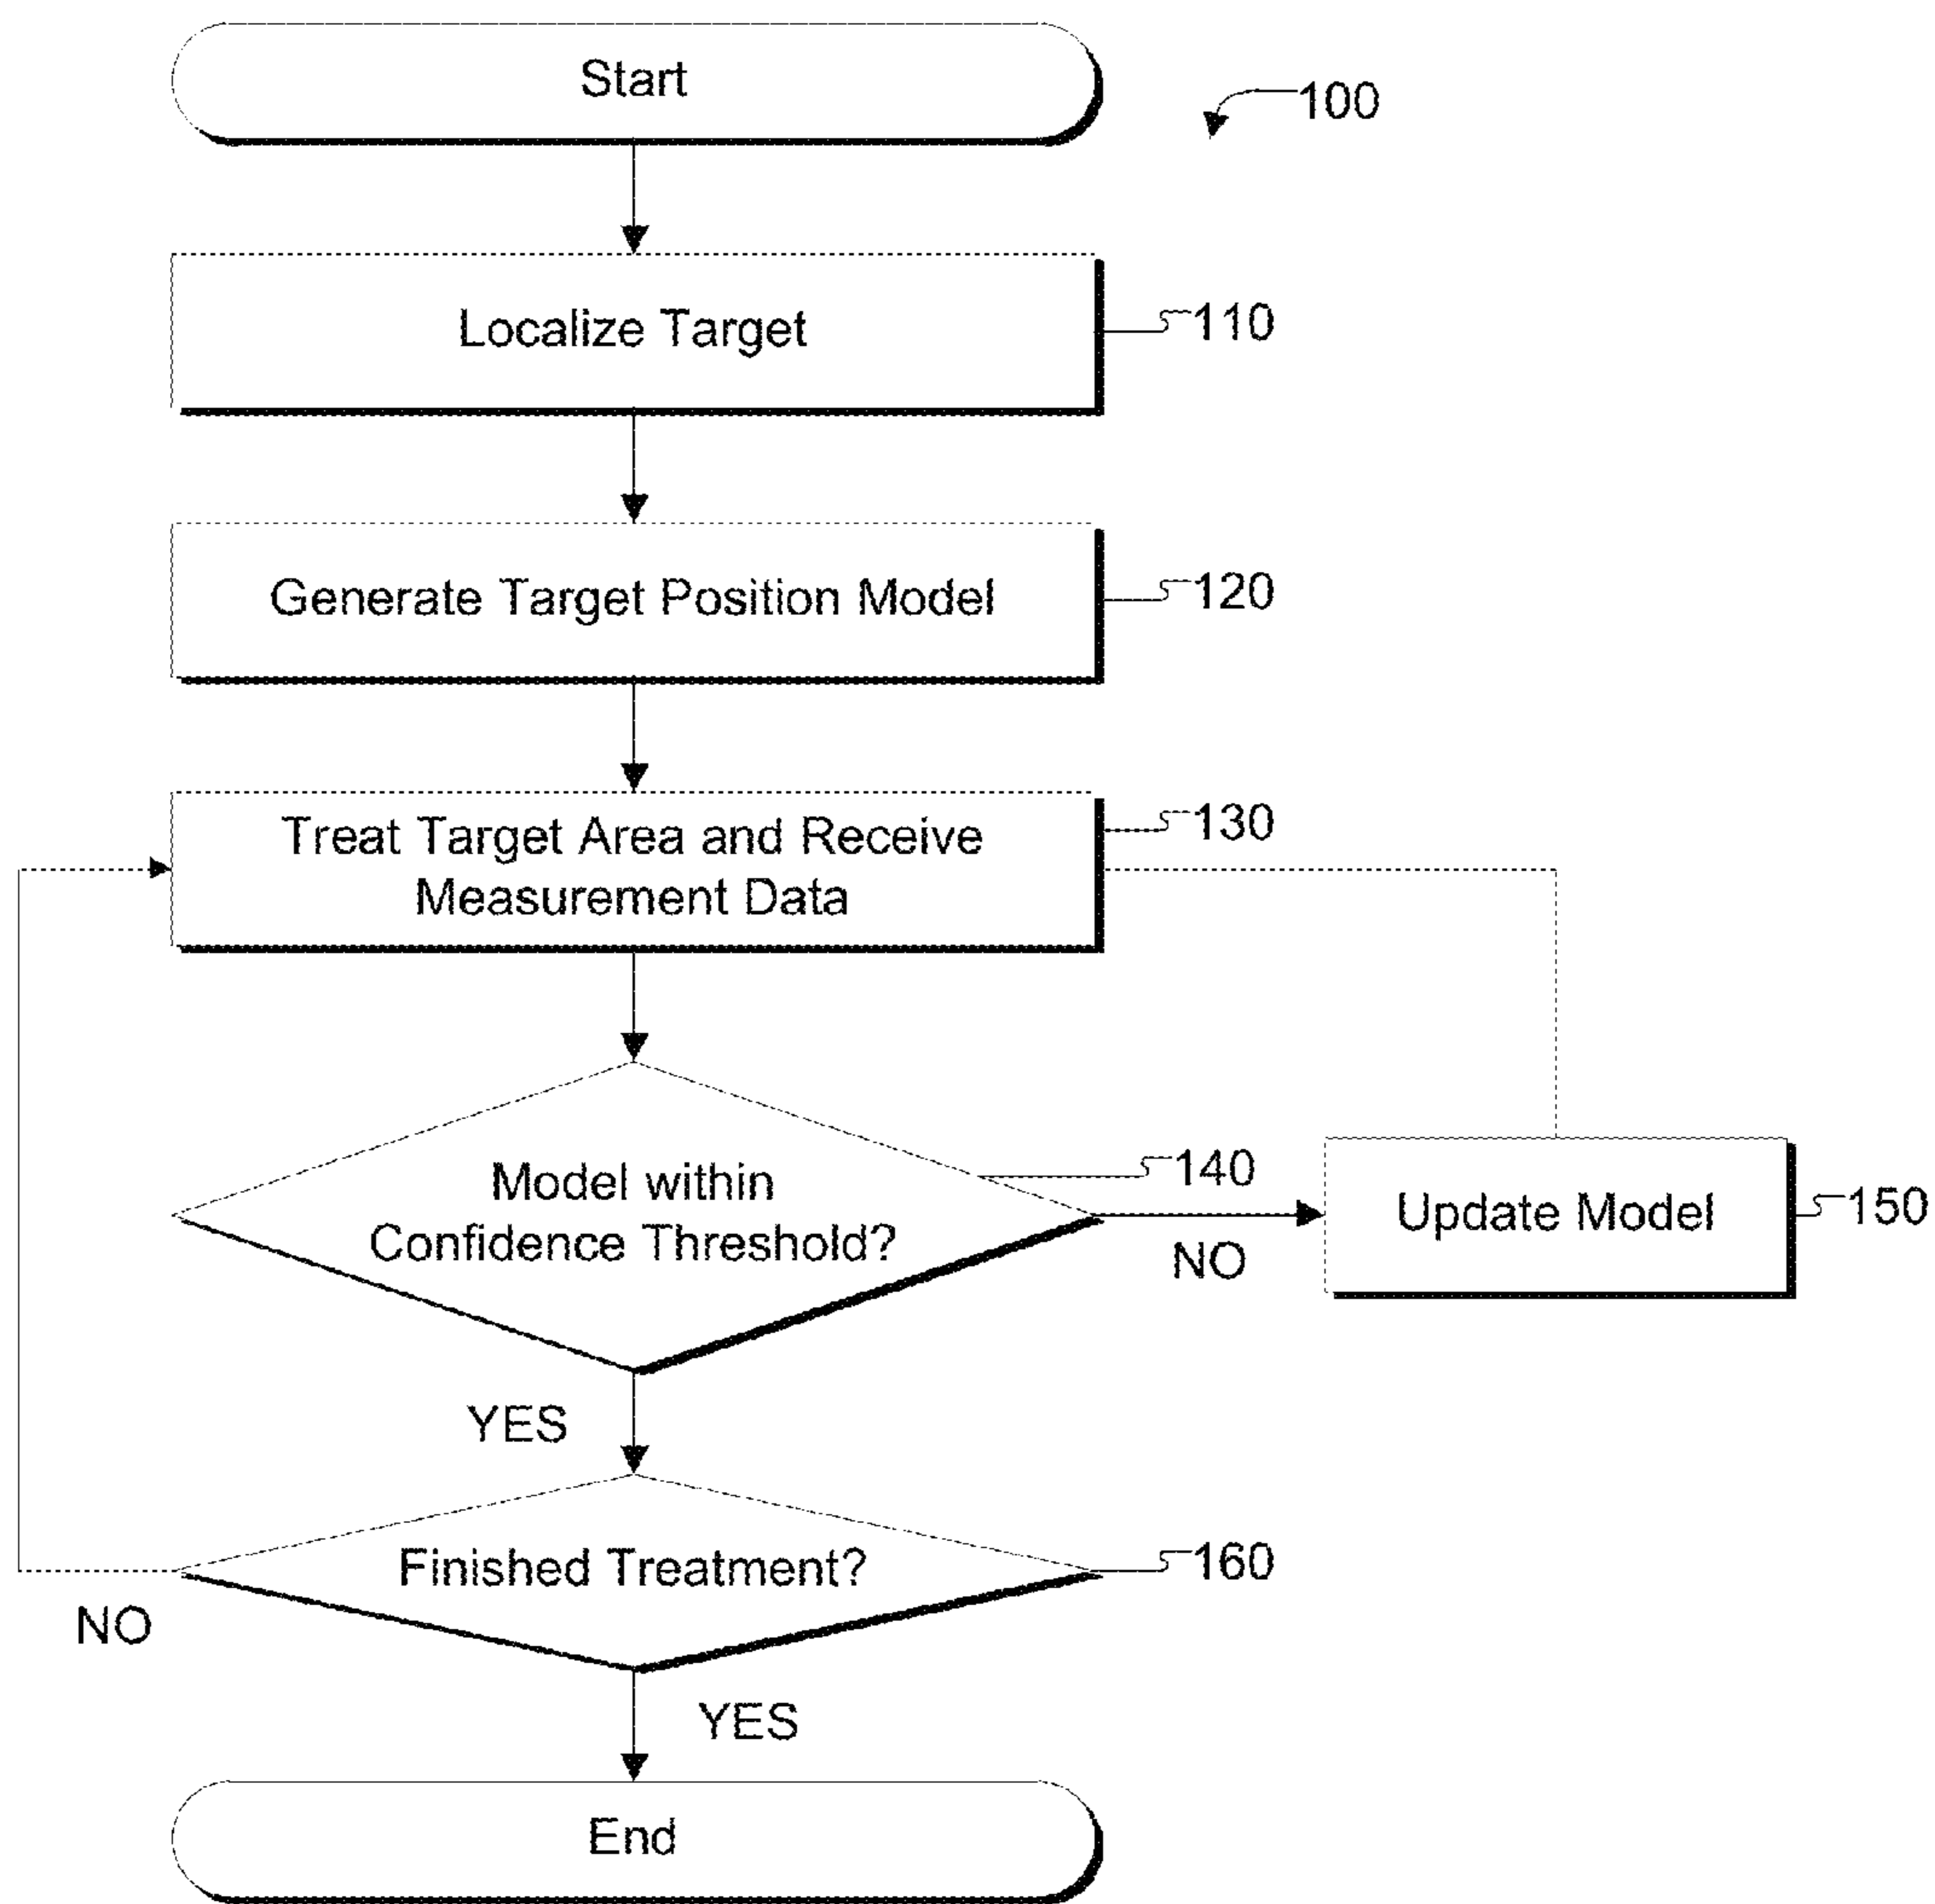 Start
100
Localize Target
110
Generate Target Position Model
120
Treat Target Area and Receive
Measurement Data
130
Model within
Confidence Threshold?
140
NO
Update Model
150
YES
Finished Treatment?
160
NO
YES
End